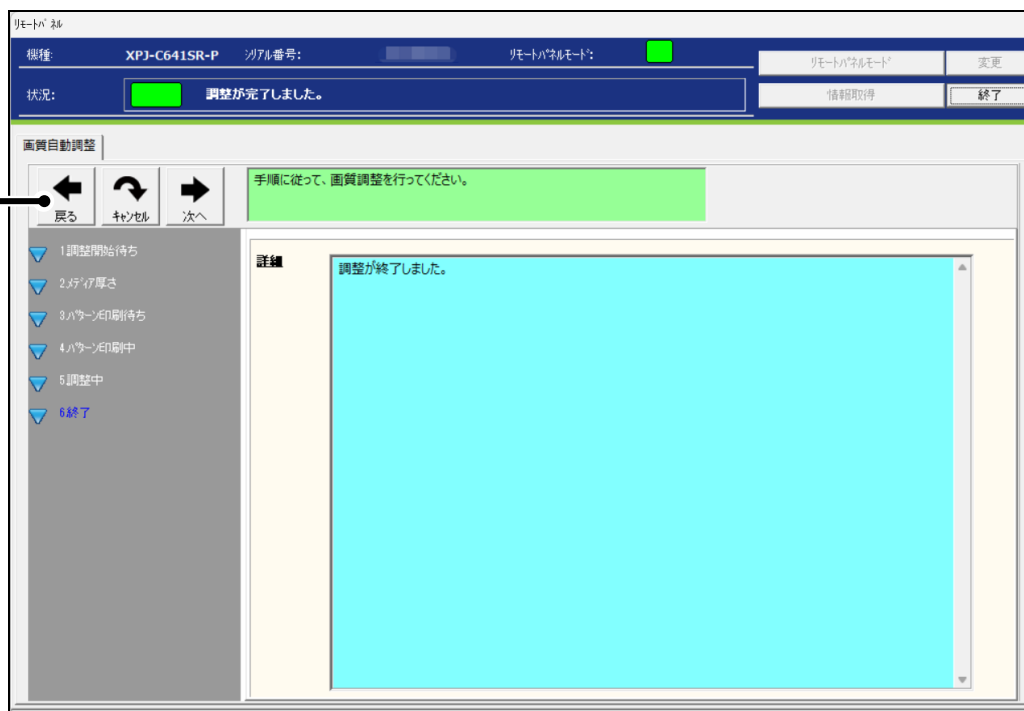 リモートパネル
機種: XPJ-C641SR-P シリアル番号: リモートパネルモード:
リモートパネルモード 変更
状況: 調整が完了しました。
情報取得 終了
画質自動調整
戻る キャンセル 次へ
手順に従って、画質調整を行ってください。
1.調整開始待ち
2.メディア厚さ
3.パターン印刷待ち
4.パターン印刷中
5.調整中
6.終了
詳細
調整が終了しました。